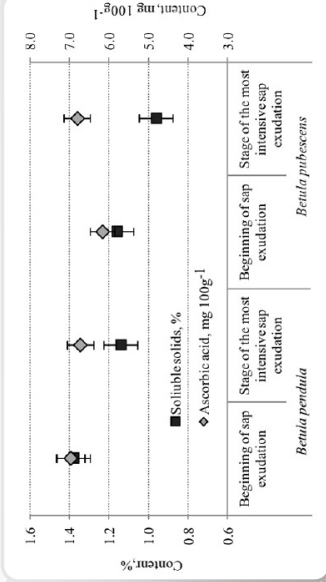 Contenr,%
1.6
1.4
1.2
1.0
0.8
0.6
Content, mg 100g-1
8.0
7.0
6.0
5.0
4.0
3.0
Soliuble solids, %
Ascorbic acid, mg 100g-1
Beginning of sap
exudation
Stage of the most
intensive sap
exudation
Beginning of sap
exudation
Stage of the most
intensive sap
exudation
Betula pendula
Betula pubescens